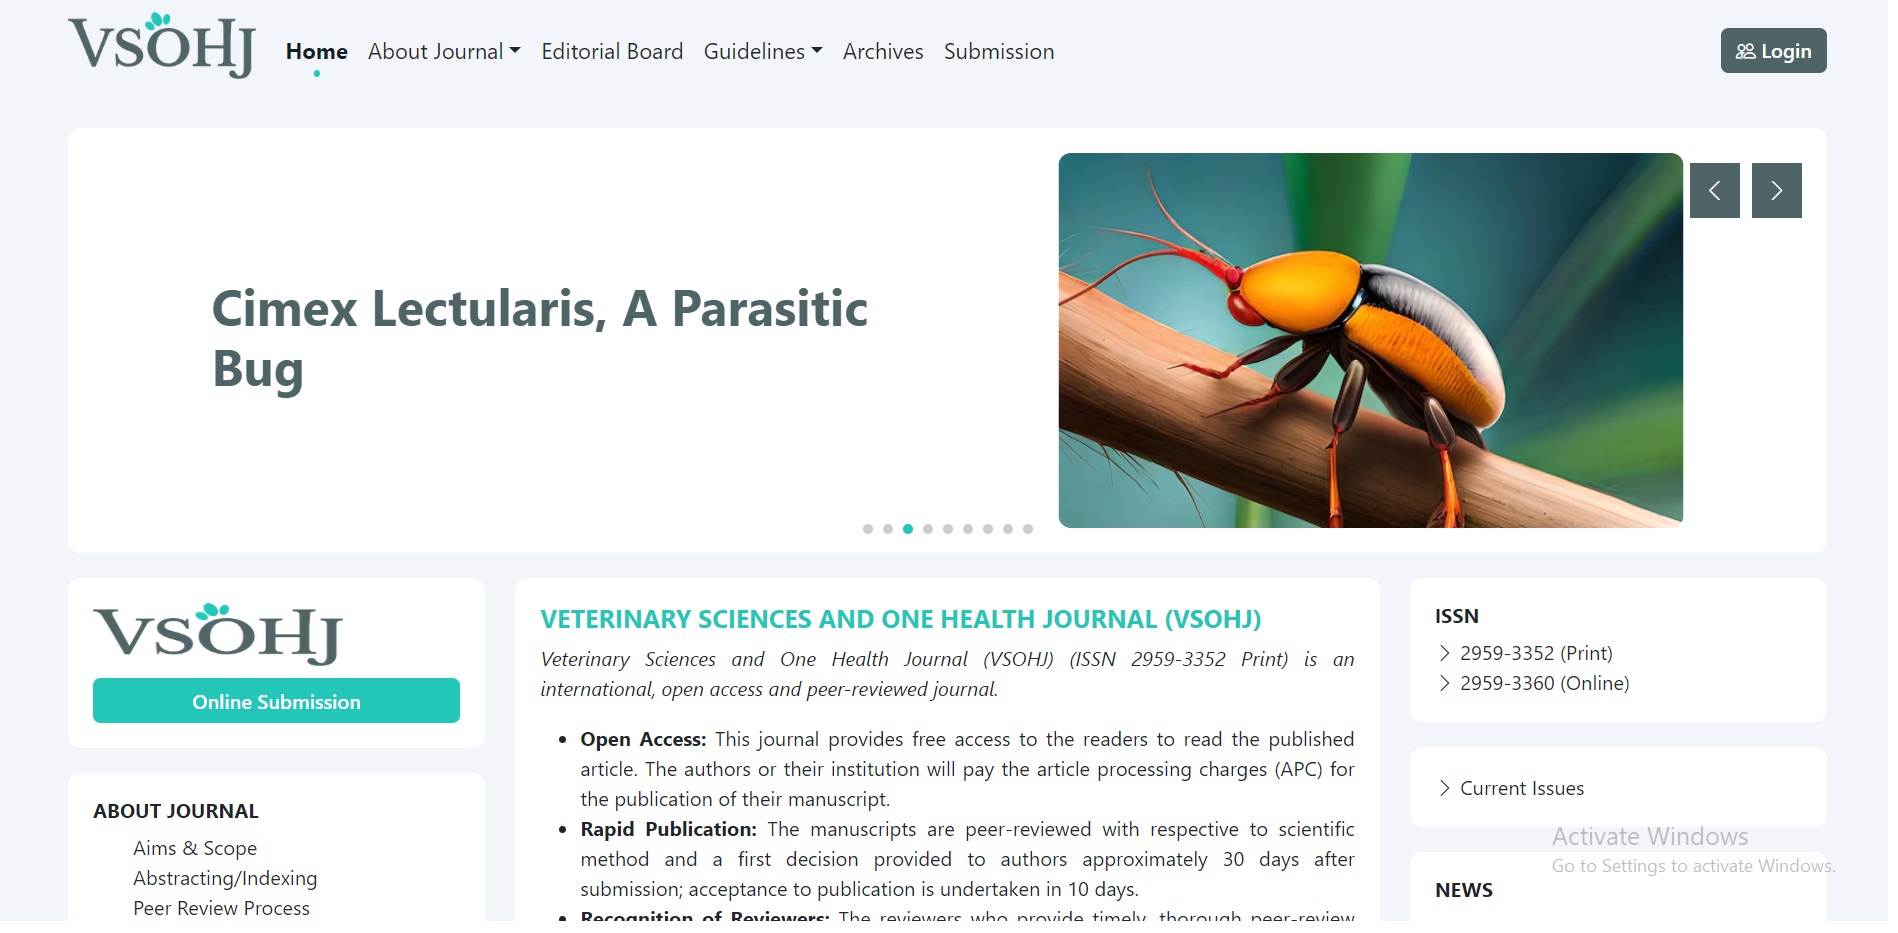 VSOHJ
Home
About Journal
Editorial Board
Guidelines
Archives
Submission
Login
Cimex Lectularis, A Parasitic
Bug
VSOHJ
Online Submission
ABOUT JOURNAL
Aims & Scope
Abstracting/Indexing
Peer Review Process
VETERINARY SCIENCES AND ONE HEALTH JOURNAL (VSOHJ)
Veterinary Sciences and One Health Journal (VSOHJ) (ISSN 2959-3352 Print) is an
international, open access and peer-reviewed journal.
Open Access: This journal provides free access to the readers to read the published
article. The authors or their institution will pay the article processing charges (APC) for
the publication of their manuscript.
Rapid Publication: The manuscripts are peer-reviewed with respective to scientific
method and a first decision provided to authors approximately 30 days after
submission; acceptance to publication is undertaken in 10 days.
Recognition of Reviewers: The reviewers who provide timely, thorough peer-review
ISSN
2959-3352 (Print)
2959-3360 (Online)
Current Issues
Activate Windows
Go to Settings to activate Windows.
NEWS